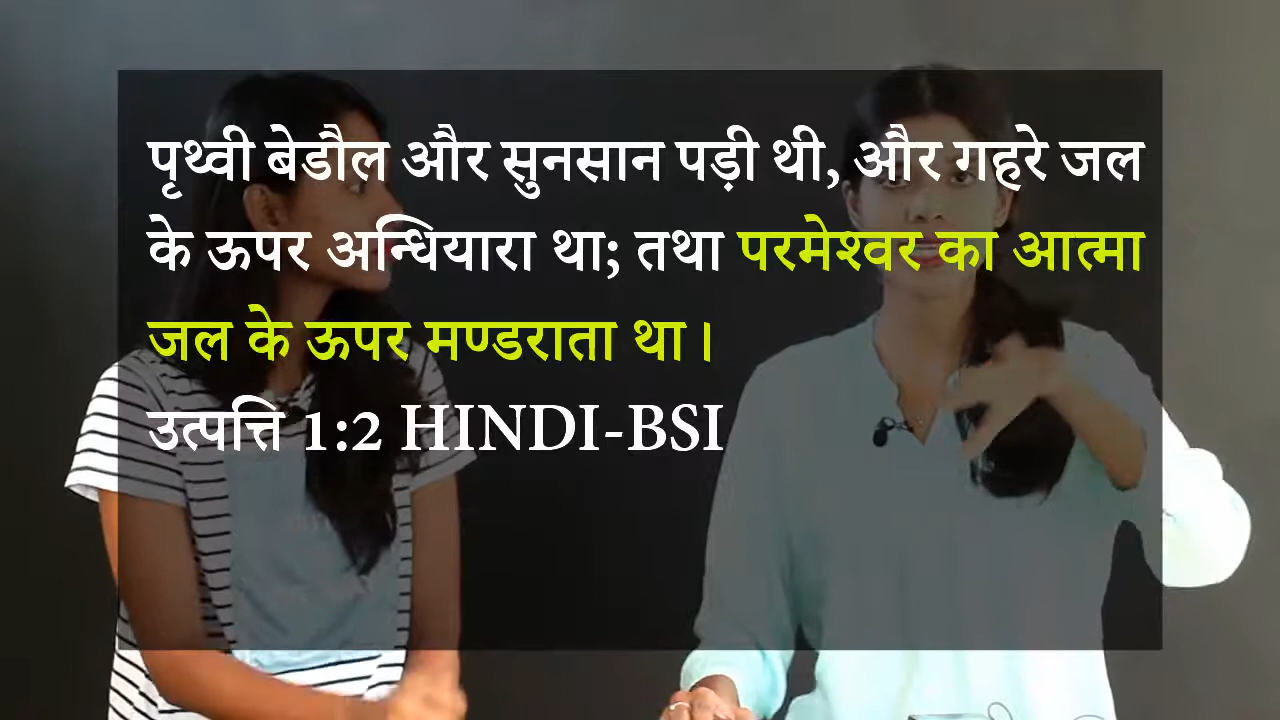 पृथ्वी बेडौल और सुनसान पड़ी थी, और गहरे जल
के ऊपर अन्धियारा था; तथा परमेश्वर का आत्मा
जल के ऊपर मण्डराता था।
उत्पत्ति 1:2 HINDI-BSI